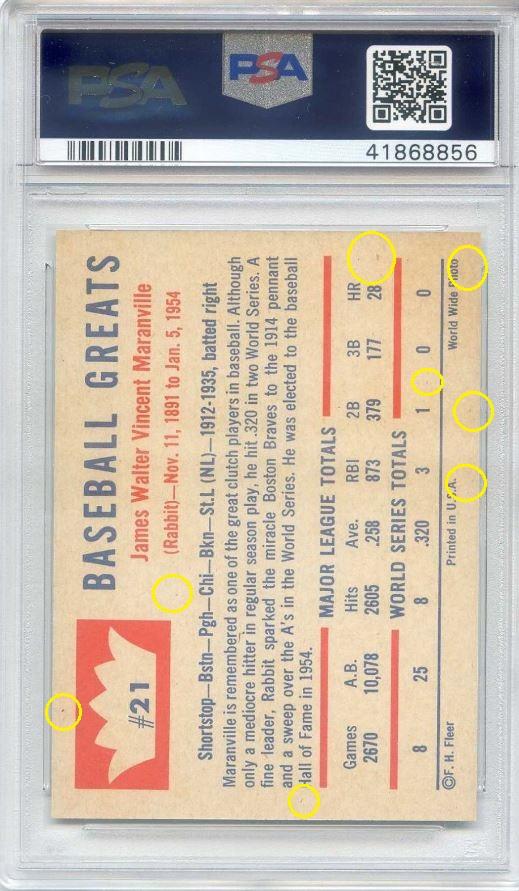 PSA
PSA
41868856
#21
BASEBALL GREATS
James Walter Vincent Maranville
(Rabbit)—Nov. 11, 1891 to Jan. 5, 1954
Shortstop—Bstn—Pgh—Chi—Bkn—St.L (NL)—1912-1935, batted right
Maranville is remembered as one of the great clutch players in baseball. Although
only a mediocre hitter in regular season play, he hit .320 in two World Series. A
fine leader, Rabbit sparked the miracle Boston Braves to the 1914 pennant
and a sweep over the A's in the World Series. He was elected to the baseball
Hall of Fame in 1954.
MAJOR LEAGUE TOTALS
Games A.B. Hits Ave. RBI 2B 3B HR
2670 10,078 2605 .258 873 379 177 28
WORLD SERIES TOTALS
8 25 8 .320 3 1 0 0
©F. H. Fleer Printed in U.S.A. World Wide Photo